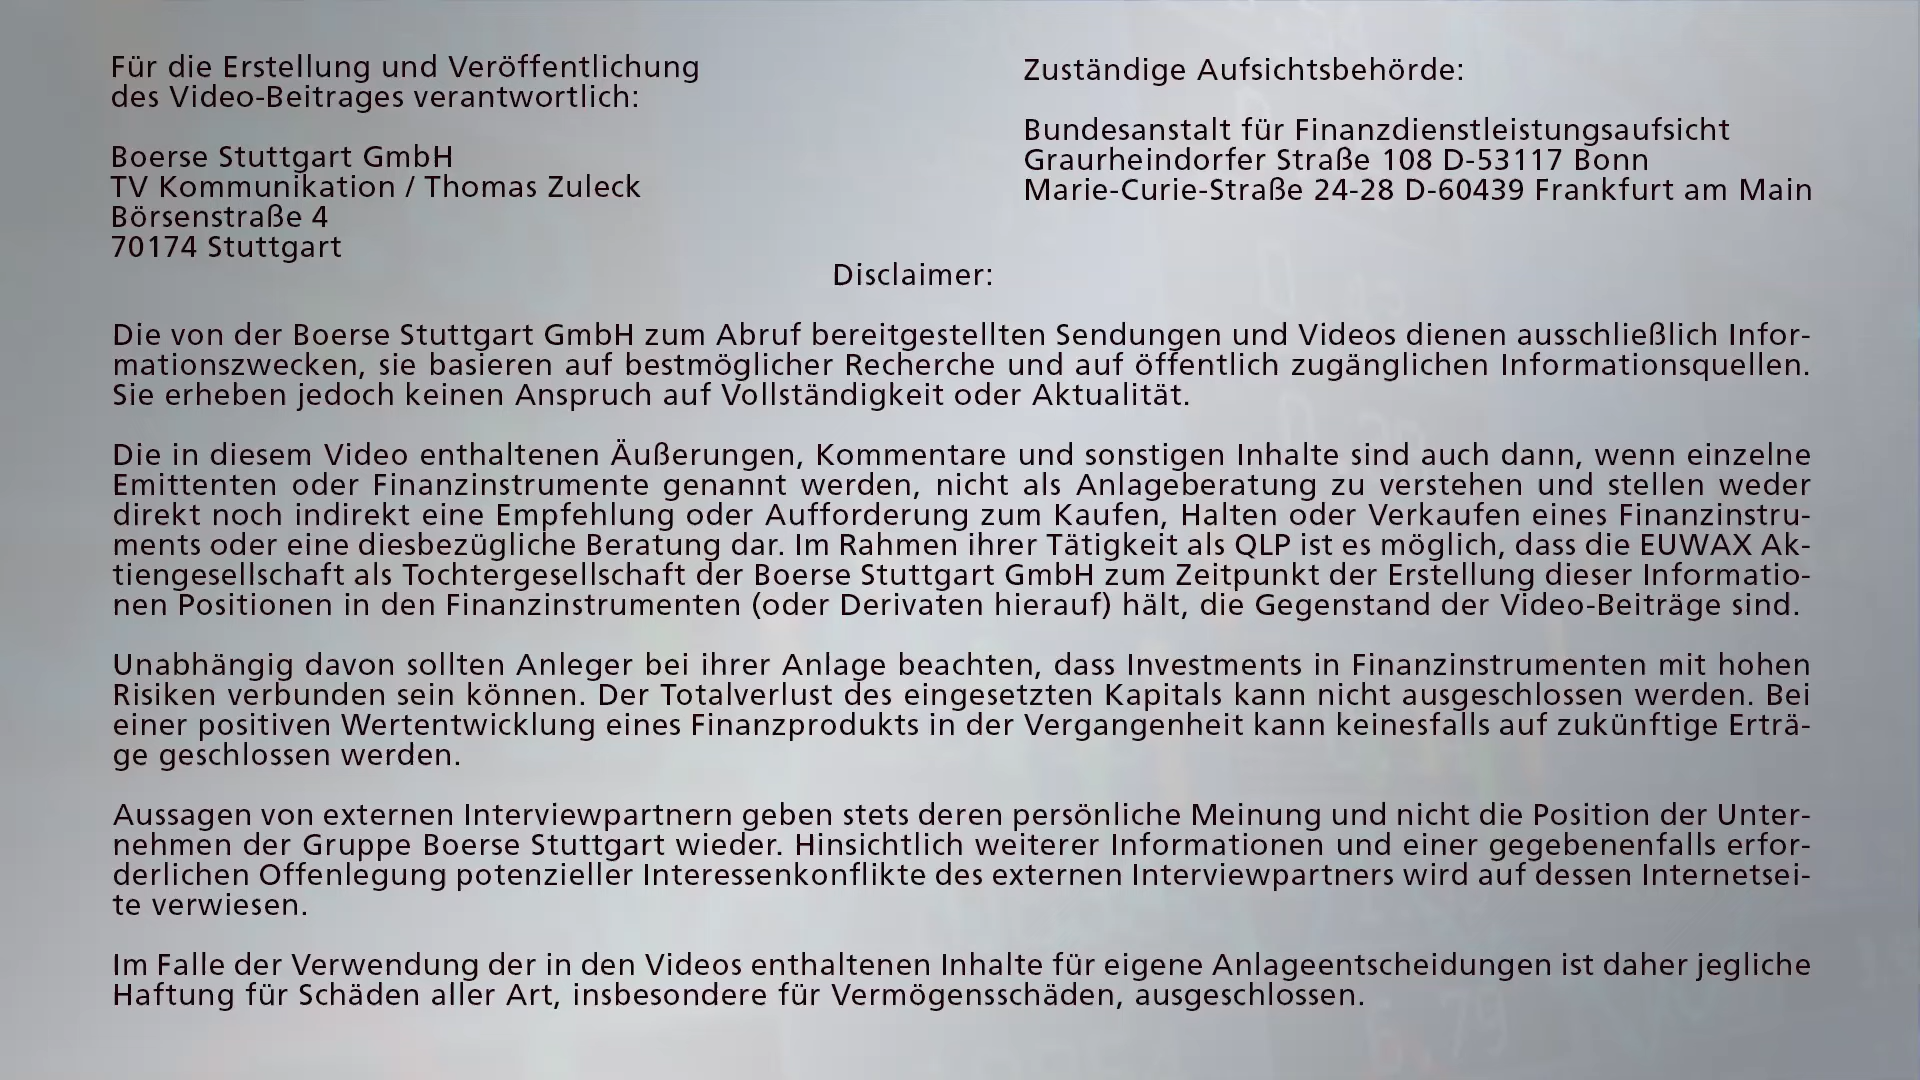 Für die Erstellung und Veröffentlichung
des Video-Beitrages verantwortlich:
Boerse Stuttgart GmbH
TV Kommunikation / Thomas Zuleck
Börsenstraße 4
70174 Stuttgart
Zuständige Aufsichtsbehörde:
Bundesanstalt für Finanzdienstleistungsaufsicht
Graurheindorfer Straße 108 D-53117 Bonn
Marie-Curie-Straße 24-28 D-60439 Frankfurt am Main
Disclaimer:
Die von der Boerse Stuttgart GmbH zum Abruf bereitgestellten Sendungen und Videos dienen ausschließlich Infor-
mationszwecken, sie basieren auf bestmöglicher Recherche und auf öffentlich zugänglichen Informationsquellen.
Sie erheben jedoch keinen Anspruch auf Vollständigkeit oder Aktualität.
Die in diesem Video enthaltenen Äußerungen, Kommentare und sonstigen Inhalte sind auch dann, wenn einzelne
Emittenten oder Finanzinstrumente genannt werden, nicht als Anlageberatung zu verstehen und stellen weder
direkt noch indirekt eine Empfehlung oder Aufforderung zum Kaufen, Halten oder Verkaufen eines Finanzinstru-
ments oder eine diesbezügliche Beratung dar. Im Rahmen ihrer Tätigkeit als QLP ist es möglich, dass die EUWAX Ak-
tiengesellschaft als Tochtergesellschaft der Boerse Stuttgart GmbH zum Zeitpunkt der Erstellung dieser Informatio-
nen Positionen in den Finanzinstrumenten (oder Derivaten hierauf) hält, die Gegenstand der Video-Beiträge sind.
Unabhängig davon sollten Anleger bei ihrer Anlage beachten, dass Investments in Finanzinstrumenten mit hohen
Risiken verbunden sein können. Der Totalverlust des eingesetzten Kapitals kann nicht ausgeschlossen werden. Bei
einer positiven Wertentwicklung eines Finanzprodukts in der Vergangenheit kann keinesfalls auf zukünftige Erträ-
ge geschlossen werden.
Aussagen von externen Interviewpartnern geben stets deren persönliche Meinung und nicht die Position der Unter-
nehmen der Gruppe Boerse Stuttgart wieder. Hinsichtlich weiterer Informationen und einer gegebenenfalls erfor-
derlichen Offenlegung potenzieller Interessenkonflikte des externen Interviewpartners wird auf dessen Internetsei-
te verwiesen.
Im Falle der Verwendung der in den Videos enthaltenen Inhalte für eigene Anlageentscheidungen ist daher jegliche
Haftung für Schäden aller Art, insbesondere für Vermögensschäden, ausgeschlossen.